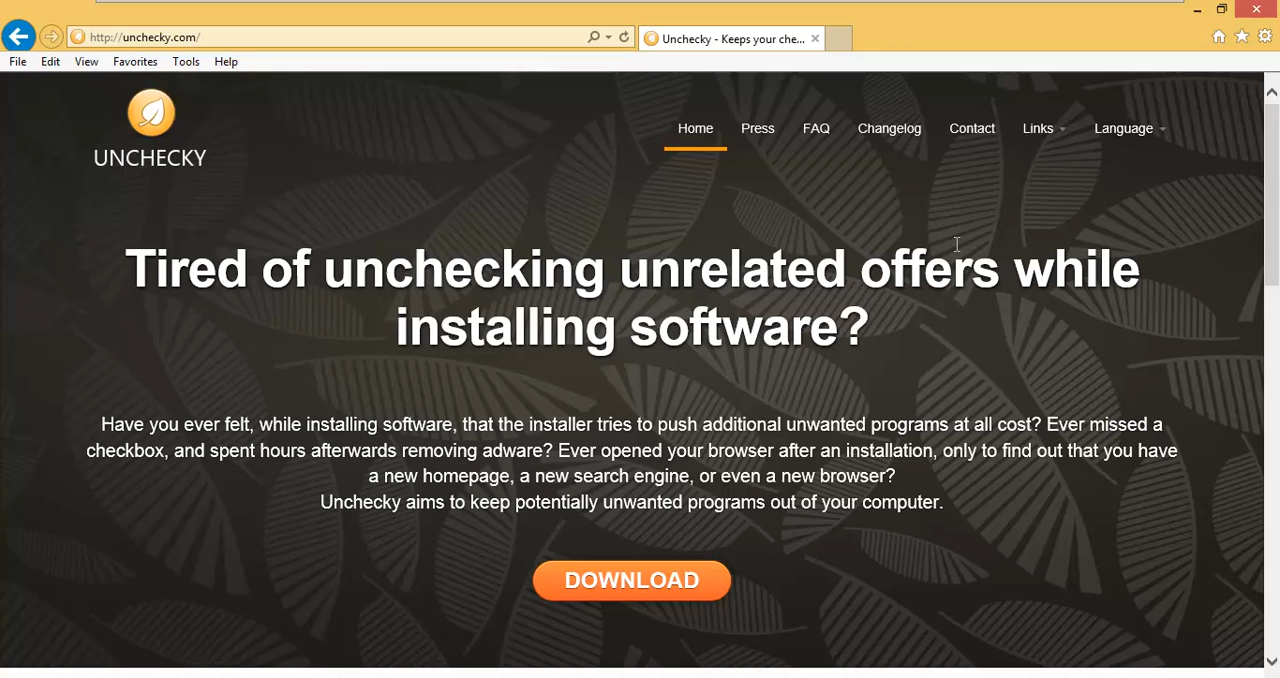 http://unchecky.com/
Unchecky - Keeps your che...
File Edit View Favorites Tools Help
UNCHECKY
Home Press FAQ Changelog Contact Links Language
Tired of unchecking unrelated offers while
installing software?
Have you ever felt, while installing software, that the installer tries to push additional unwanted programs at all cost? Ever missed a
checkbox, and spent hours afterwards removing adware? Ever opened your browser after an installation, only to find out that you have
a new homepage, a new search engine, or even a new browser?
Unchecky aims to keep potentially unwanted programs out of your computer.
DOWNLOAD